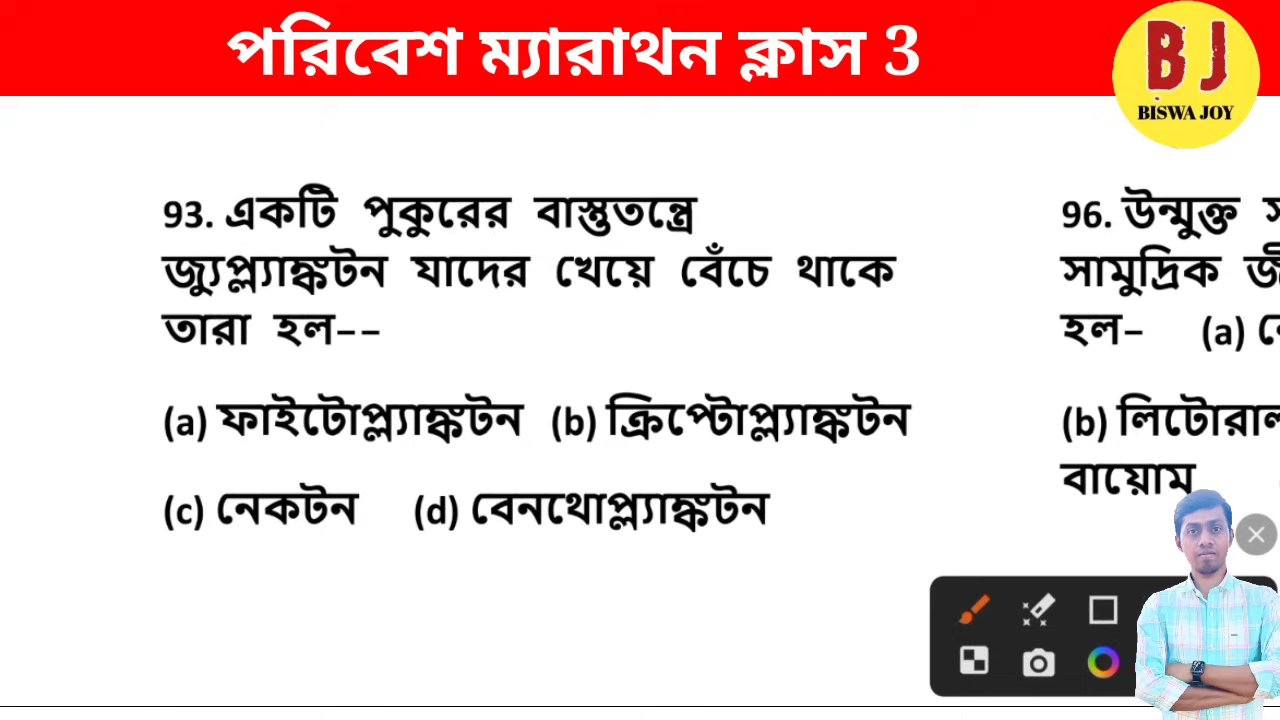 পরিবেশ ম্যারাথন ক্লাস 3
BJ
BISWA JOY
93. একটি পুকুরের বাস্তুতন্ত্রে
জ্যুপ্ল্যাঙ্কটন যাদের খেয়ে বেঁচে থাকে
তারা হল--
(a) ফাইটোপ্ল্যাঙ্কটন (b) ক্রিপ্টোপ্ল্যাঙ্কটন
(c) নেকটন (d) বেনথোপ্ল্যাঙ্কটন
96. উন্মুক্ত
সামুদ্রিক
হল- (a)
(b)
বায়োম